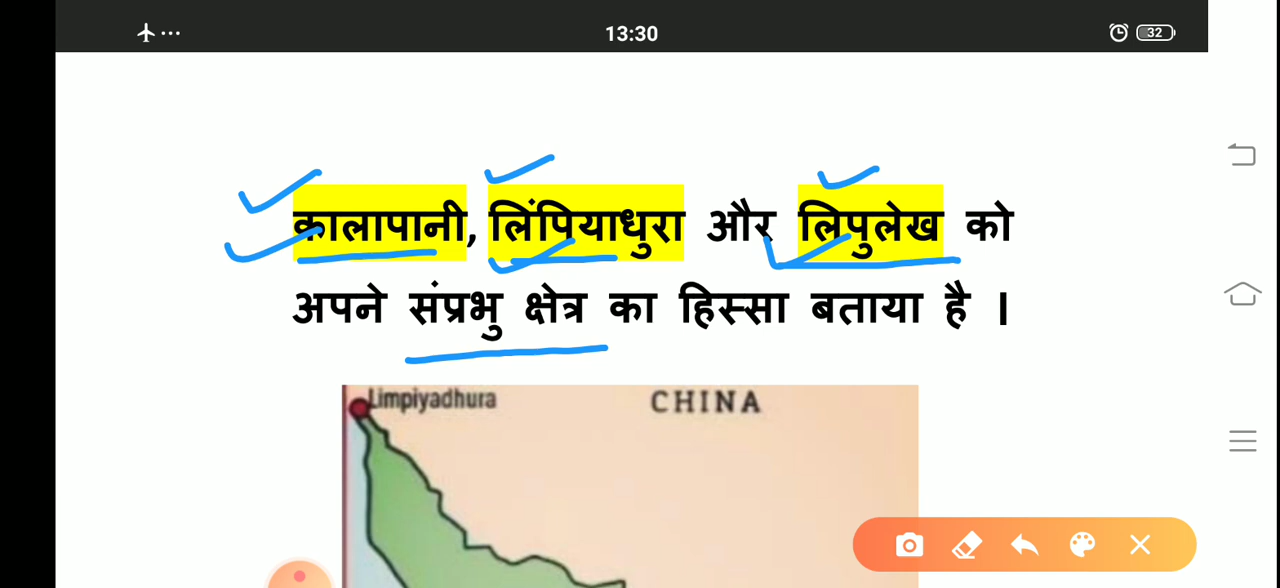 13:30
32
कालापानी, लिंपियाधुरा और लिपुलेख को
अपने संप्रभु क्षेत्र का हिस्सा बताया है ।
Limpiyadhura
CHINA